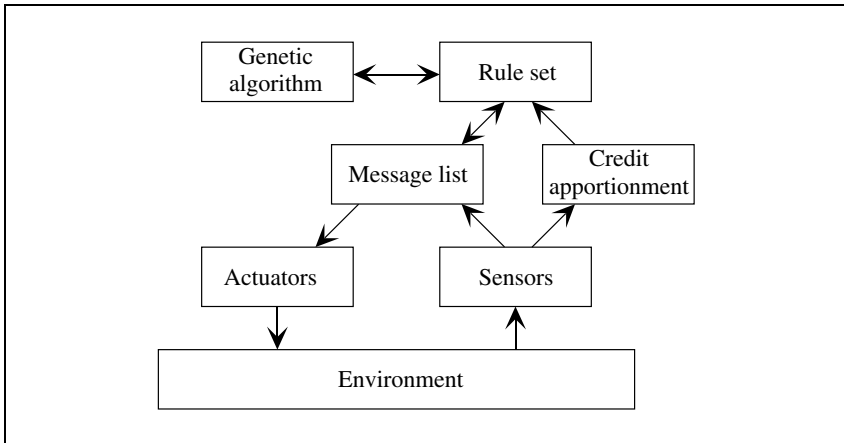 Genetic
algorithm
Rule set
Message list
Credit
apportionment
Actuators
Sensors
Environment